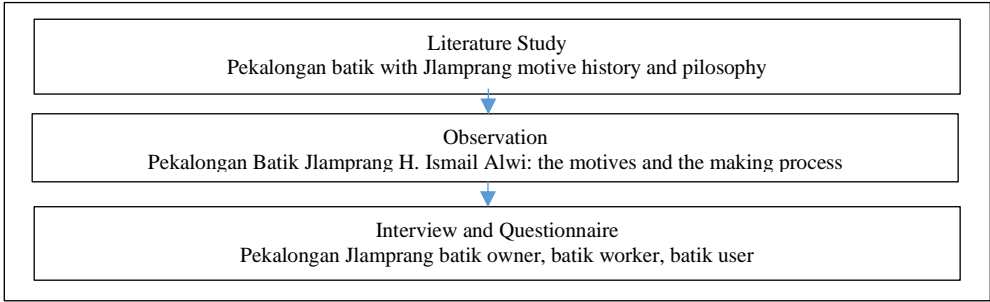 Literature Study
Pekalongan batik with Jlamprang motive history and pilosophy
Observation
Pekalongan Batik Jlamprang H. Ismail Alwi: the motives and the making process
Interview and Questionnaire
Pekalongan Jlamprang batik owner, batik worker, batik user